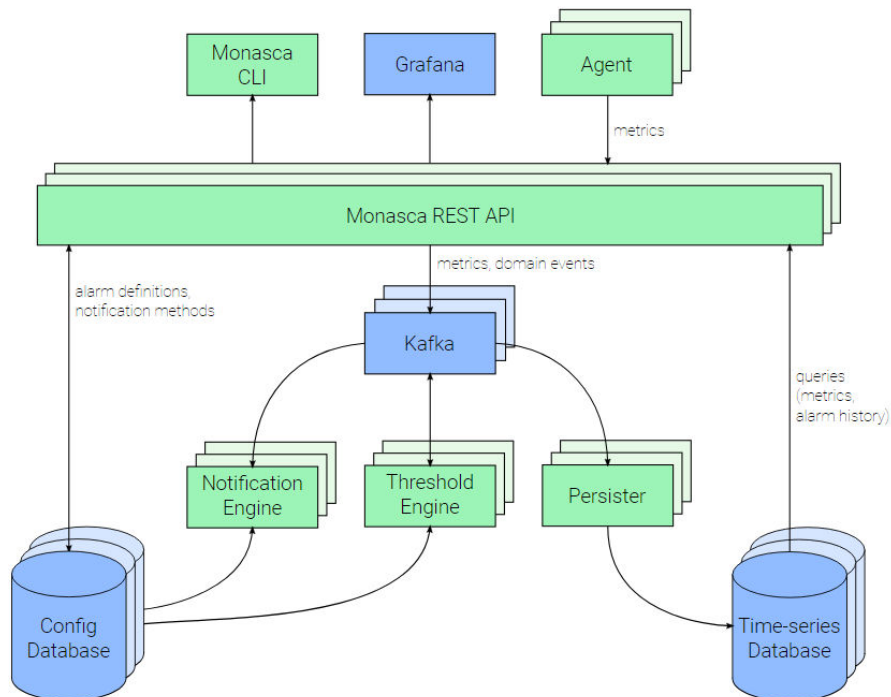 Monasca
CLI
Grafana
Agent
metrics
Monasca REST API
metrics, domain events
alarm definitions,
notification methods
Kafka
queries
(metrics,
alarm history)
Notification
Engine
Threshold
Engine
Persister
Config
Database
Time-series
Database